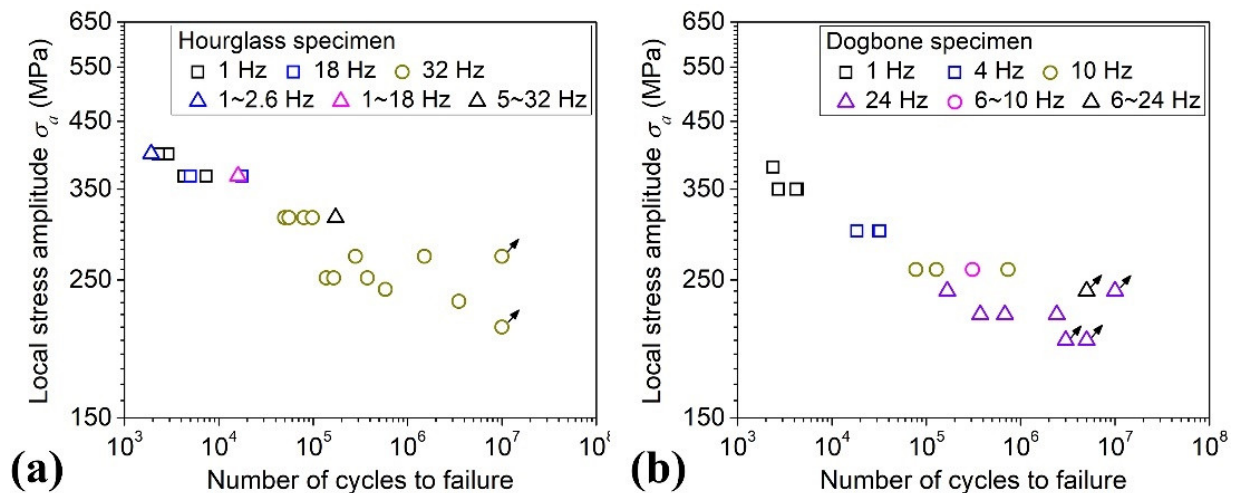 (a)
Local stress amplitude σa (MPa)
650
550
450
350
250
150
Hourglass specimen
1 Hz 18 Hz 32 Hz
1~2.6 Hz 1~18 Hz 5~32 Hz
10³ 10⁴ 10⁵ 10⁶ 10⁷ 10⁸
Number of cycles to failure
(b)
Local stress amplitude σa (MPa)
650
550
450
350
250
150
Dogbone specimen
1 Hz 4 Hz 10 Hz
24 Hz 6~10 Hz 6~24 Hz
10³ 10⁴ 10⁵ 10⁶ 10⁷ 10⁸
Number of cycles to failure